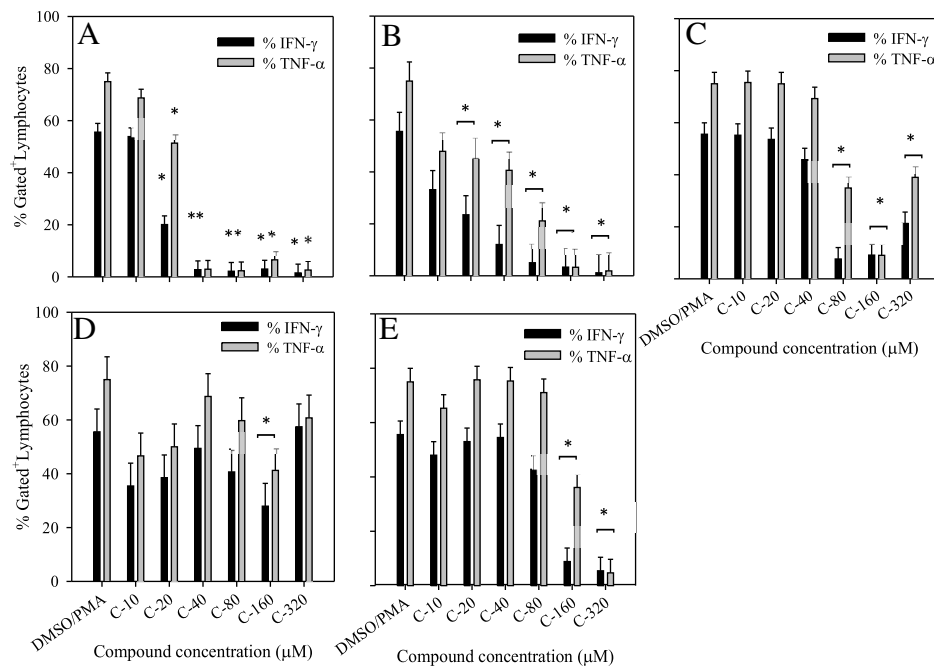 A
% IFN-γ
% TNF-α
B
% IFN-γ
% TNF-α
C
% IFN-γ
% TNF-α
% Gated+Lymphocytes
100
80
60
40
20
0
*
*
**
**
* *
* *
*
*
*
*
*
*
*
*
DMSO/PMA
C-10
C-20
C-40
C-80
C-160
C-320
Compound concentration (μM)
D
% IFN-γ
% TNF-α
E
% IFN-γ
% TNF-α
% Gated+Lymphocytes
100
80
60
40
20
0
*
*
*
DMSO/PMA
C-10
C-20
C-40
C-80
C-160
C-320
Compound concentration (μM)
DMSO/PMA
C-10
C-20
C-40
C-80
C-160
C-320
Compound concentration (μM)